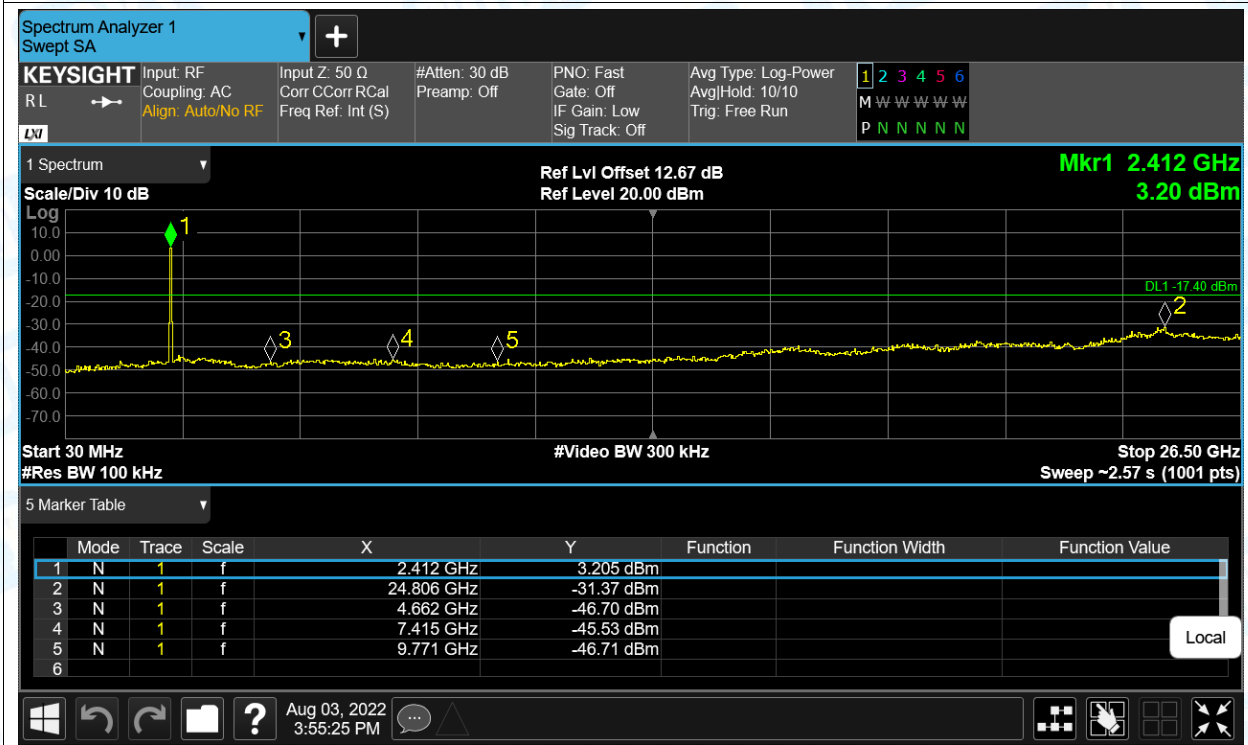 Spectrum Analyzer 1
Swept SA
KEYSIGHT
R L
LXI
Input: RF
Coupling: AC
Align: Auto/No RF
Input Z: 50 Ω
Corr CCorr RCal
Freq Ref: Int (S)
#Atten: 30 dB
Preamp: Off
PNO: Fast
Gate: Off
IF Gain: Low
Sig Track: Off
Avg Type: Log-Power
Avg|Hold: 10/10
Trig: Free Run
1 2 3 4 5 6
M W W W W W
P N N N N N
1 Spectrum
Scale/Div 10 dB
Ref Lvl Offset 12.67 dB
Ref Level 20.00 dBm
Mkr1 2.412 GHz
3.20 dBm
Log
10.0
0.00
-10.0
-20.0
-30.0
-40.0
-50.0
-60.0
-70.0
1
3
4
5
DL1 -17.40 dBm
2
Start 30 MHz
#Video BW 300 kHz
Stop 26.50 GHz
#Res BW 100 kHz
Sweep ~2.57 s (1001 pts)
5 Marker Table
Mode Trace Scale X Y Function Function Width Function Value
1 N 1 f 2.412 GHz 3.205 dBm
2 N 1 f 24.806 GHz -31.37 dBm
3 N 1 f 4.662 GHz -46.70 dBm
4 N 1 f 7.415 GHz -45.53 dBm
5 N 1 f 9.771 GHz -46.71 dBm
6
Local
?
Aug 03, 2022
3:55:25 PM